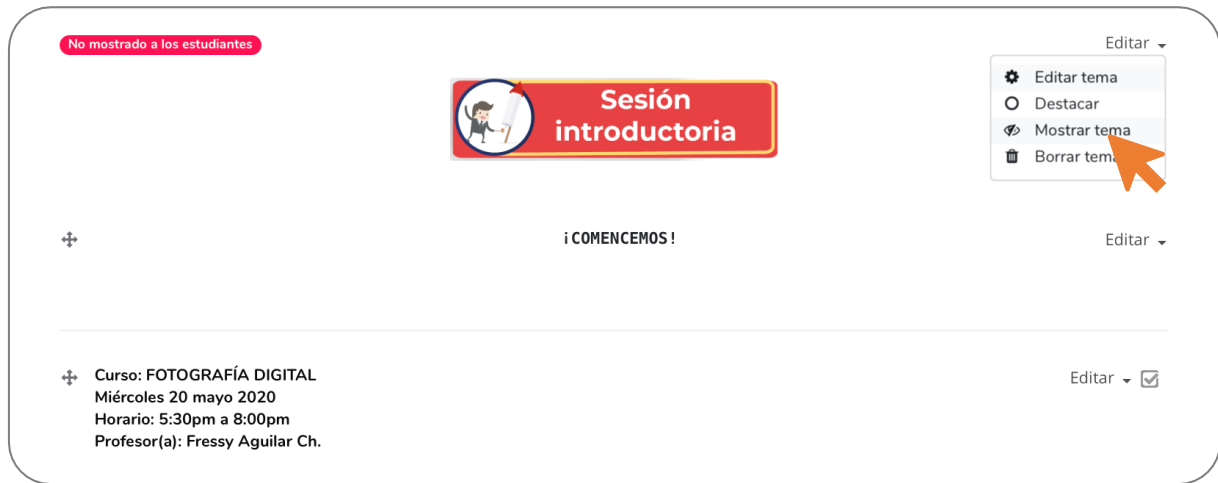 No mostrado a los estudiantes
Editar
Editar tema
Destacar
Mostrar tema
Borrar tema
Sesión
introductoria
¡COMENCEMOS!
Editar
Curso: FOTOGRAFÍA DIGITAL
Editar
Miércoles 20 mayo 2020
Horario: 5:30pm a 8:00pm
Profesor(a): Fressy Aguilar Ch.